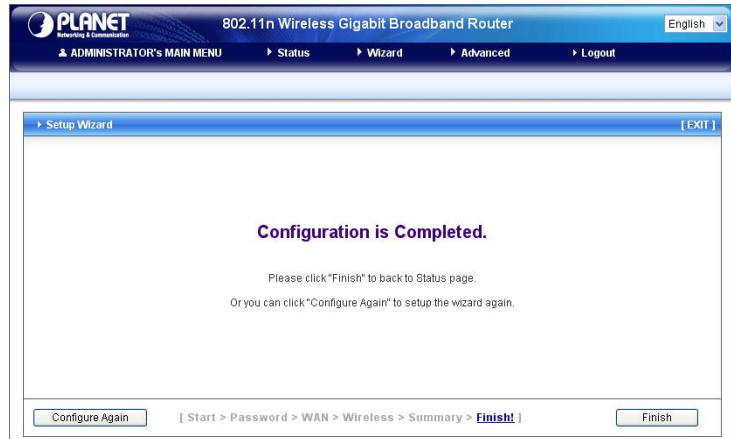 PLANET
Networking & Communication
802.11n Wireless Gigabit Broadband Router
English
ADMINISTRATOR's MAIN MENU
Status
Wizard
Advanced
Logout
Setup Wizard
[ EXIT ]
Configuration is Completed.
Please click "Finish" to back to Status page.
Or you can click "Configure Again" to setup the wizard again.
Configure Again
[ Start > Password > WAN > Wireless > Summary > Finish! ]
Finish